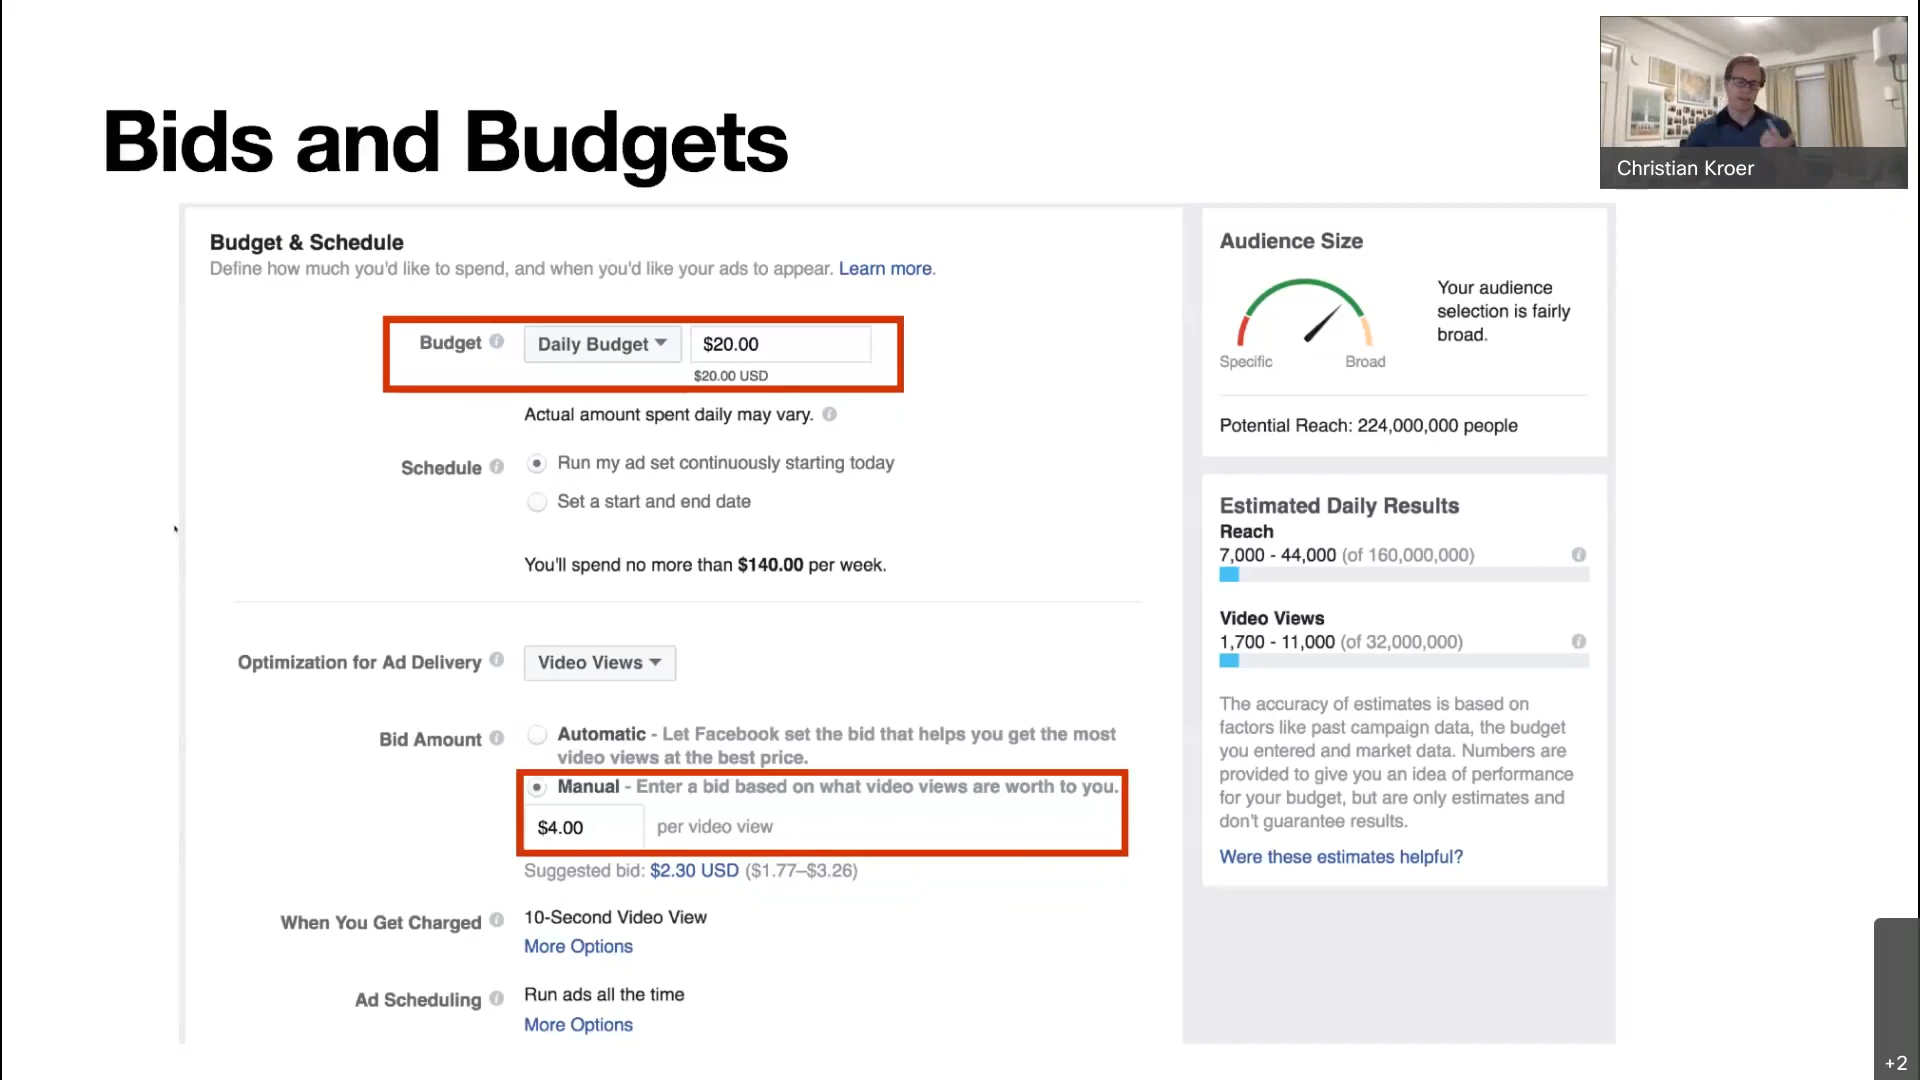 Bids and Budgets
Christian Kroer
Budget & Schedule
Define how much you'd like to spend, and when you'd like your ads to appear. Learn more.
Budget
Daily Budget
$20.00
$20.00 USD
Actual amount spent daily may vary.
Schedule
Run my ad set continuously starting today
Set a start and end date
You'll spend no more than $140.00 per week.
Optimization for Ad Delivery
Video Views
Bid Amount
Automatic - Let Facebook set the bid that helps you get the most
video views at the best price.
Manual - Enter a bid based on what video views are worth to you.
$4.00 per video view
Suggested bid: $2.30 USD ($1.77–$3.26)
When You Get Charged
10-Second Video View
More Options
Ad Scheduling
Run ads all the time
More Options
Audience Size
Specific
Broad
Your audience
selection is fairly
broad.
Potential Reach: 224,000,000 people
Estimated Daily Results
Reach
7,000 - 44,000 (of 160,000,000)
Video Views
1,700 - 11,000 (of 32,000,000)
The accuracy of estimates is based on
factors like past campaign data, the budget
you entered and market data. Numbers are
provided to give you an idea of performance
for your budget, but are only estimates and
don't guarantee results.
Were these estimates helpful?
+2